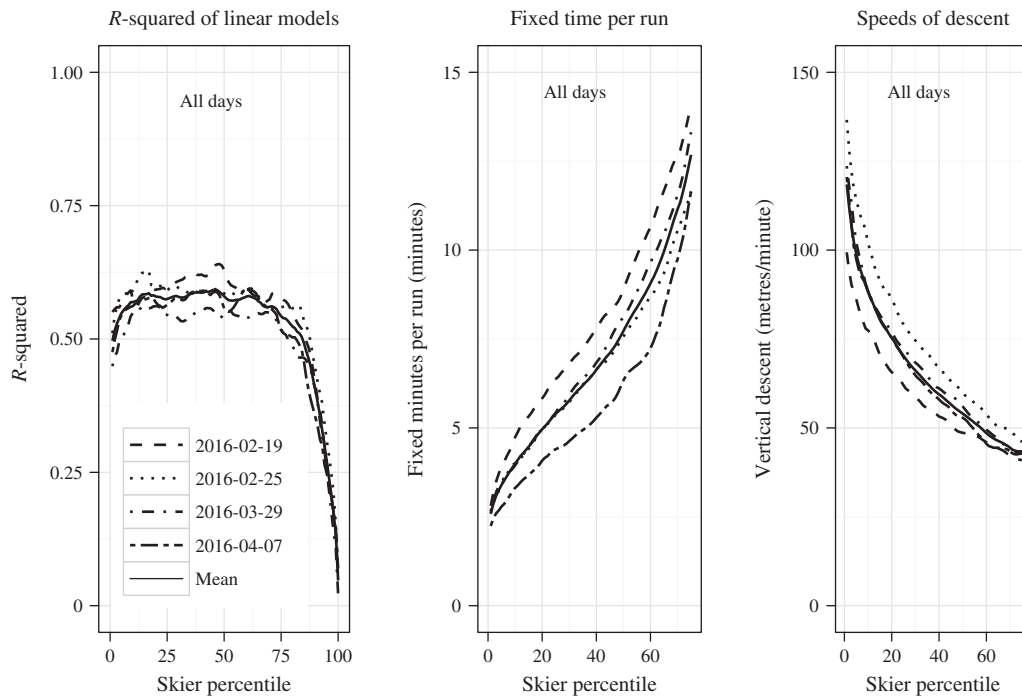 R-squared of linear models
1.00
0.75
0.50
0.25
0
R-squared
All days
2016-02-19
2016-02-25
2016-03-29
2016-04-07
Mean
0 25 50 75 100
Skier percentile
Fixed time per run
15
10
5
0
Fixed minutes per run (minutes)
All days
0 20 40 60
Skier percentile
Speeds of descent
150
100
50
0
Vertical descent (metres/minute)
All days
0 20 40 60
Skier percentile